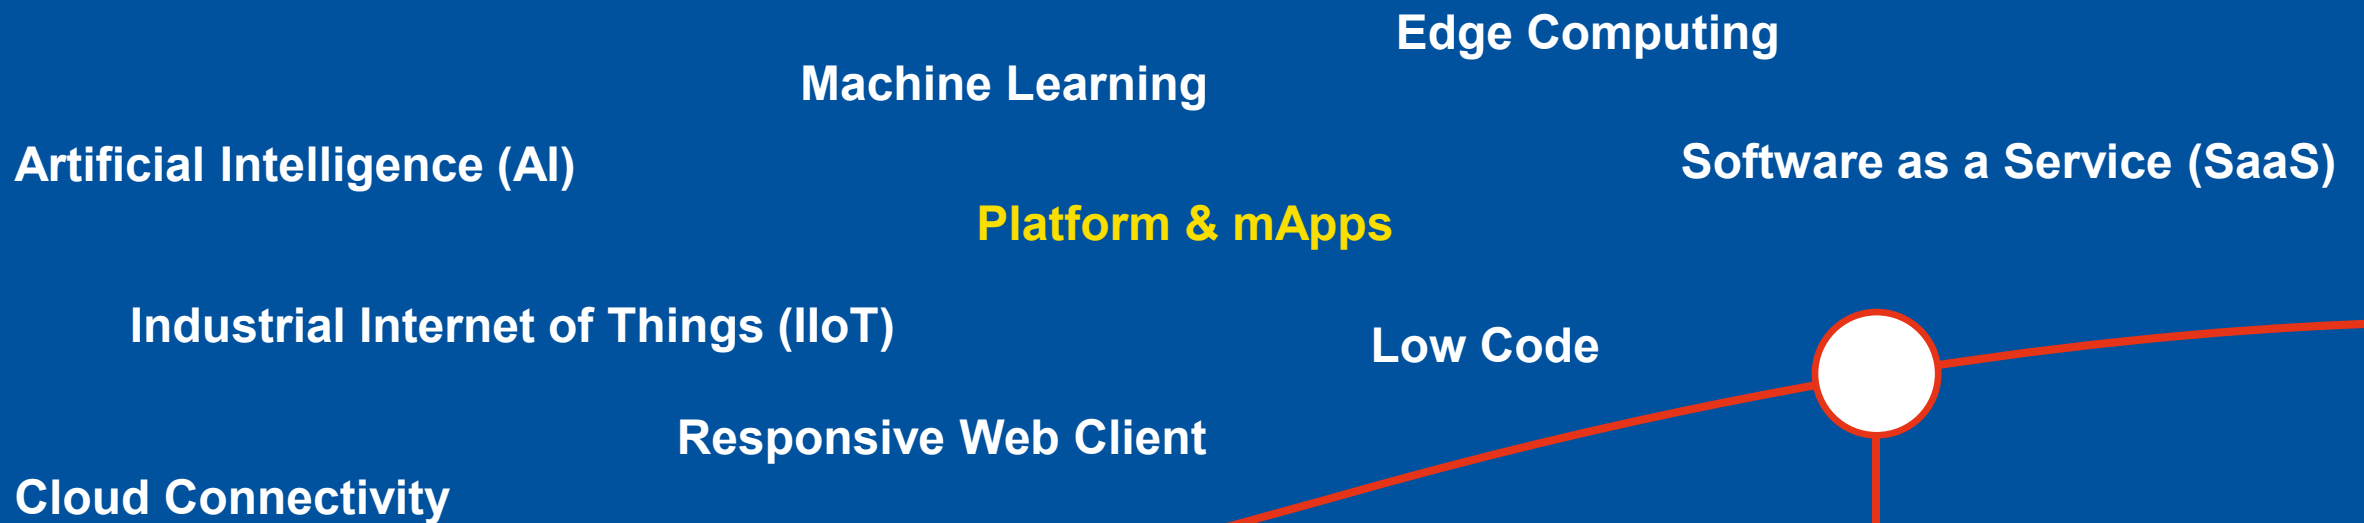 Edge Computing
Machine Learning
Artificial Intelligence (AI)
Software as a Service (SaaS)
Platform & mApps
Industrial Internet of Things (IIoT)
Low Code
Responsive Web Client
Cloud Connectivity